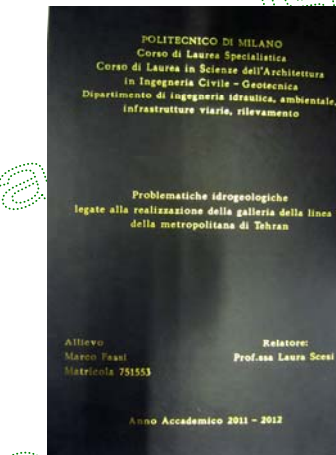 POLITECNICO DI MILANO
Corso di Laurea Specialistica
Corso di Laurea in Scienze dell'Architettura
in Ingegneria Civile - Geotecnica
Dipartimento di ingegneria idraulica, ambientale,
infrastrutture viarie, rilevamento
Problematiche idrogeologiche
legate alla realizzazione della galleria della linea
della metropolitana di Tehran
Allievo
Marco Fassi
Matricola 751553
Relatore:
Prof.ssa Laura Scesi
Anno Accademico 2011 - 2012